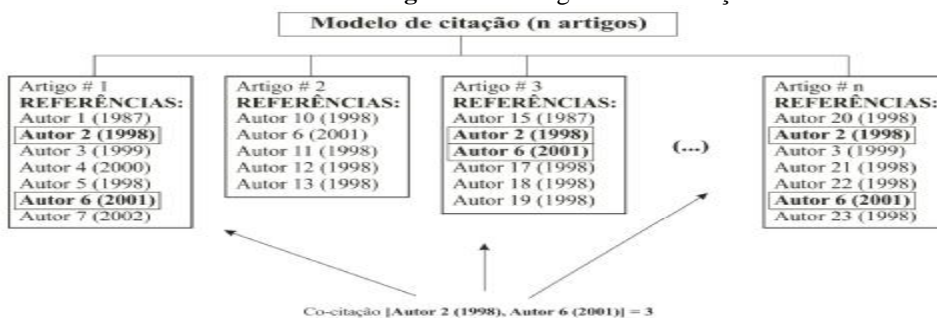 Modelo de citação (n artigos)
Artigo # 1
REFERÊNCIAS:
Autor 1 (1987)
Autor 2 (1998)
Autor 3 (1999)
Autor 4 (2000)
Autor 5 (1998)
Autor 6 (2001)
Autor 7 (2002)
Artigo # 2
REFERÊNCIAS:
Autor 10 (1998)
Autor 6 (2001)
Autor 11 (1998)
Autor 12 (1998)
Autor 13 (1998)
Artigo # 3
REFERÊNCIAS:
Autor 15 (1987)
Autor 2 (1998)
Autor 6 (2001)
Autor 17 (1998)
Autor 18 (1998)
Autor 19 (1998)
(...)
Artigo # n
REFERÊNCIAS:
Autor 20 (1998)
Autor 2 (1998)
Autor 3 (1999)
Autor 21 (1998)
Autor 22 (1998)
Autor 6 (2001)
Autor 23 (1998)
Co-citação [Autor 2 (1998), Autor 6 (2001)] = 3